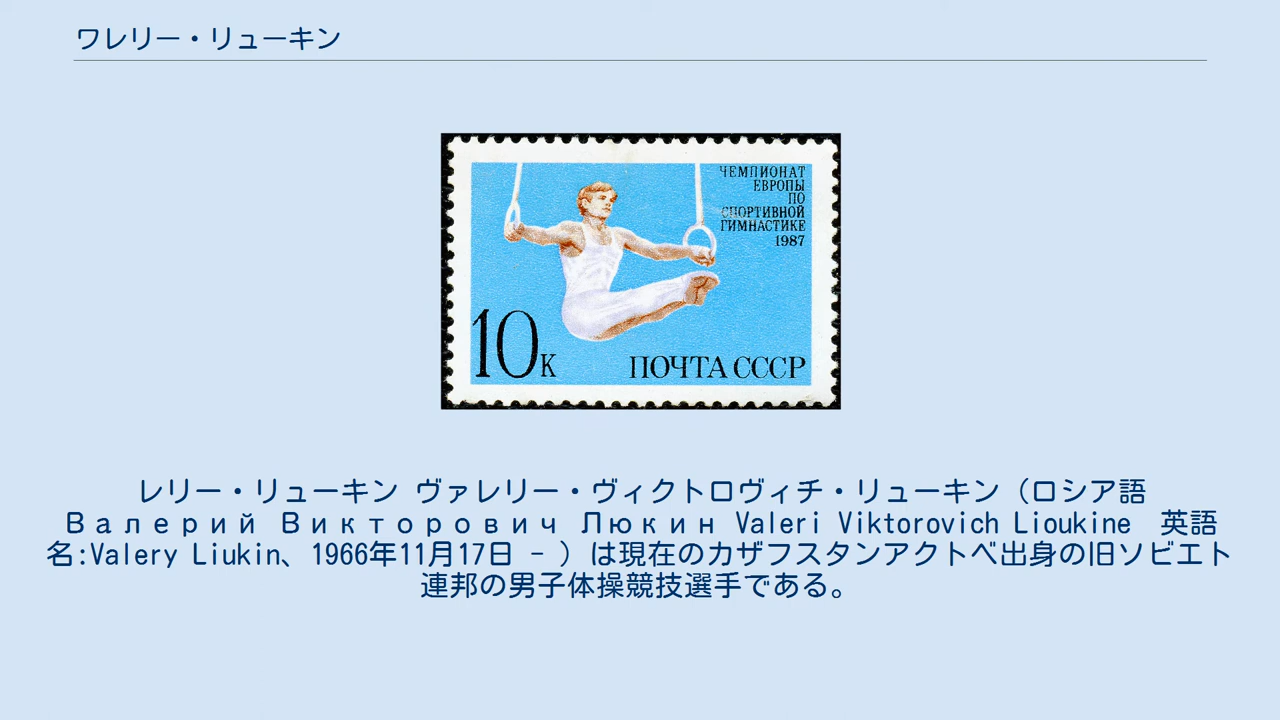 ワレリー・リューキン
ЧЕМПИОНАТ
ЕВРОПЫ
ПО
СПОРТИВНОЙ
ГИМНАСТИКЕ
1987
10К
ПОЧТА СССР
レリー・リューキン ヴァレリー・ヴィクトロヴィチ・リューキン（ロシア語
Валерий Викторович Люкин Valeri Viktorovich Lioukine　英語
名:Valery Liukin、1966年11月17日 - ）は現在のカザフスタンアクトベ出身の旧ソビエト
連邦の男子体操競技選手である。